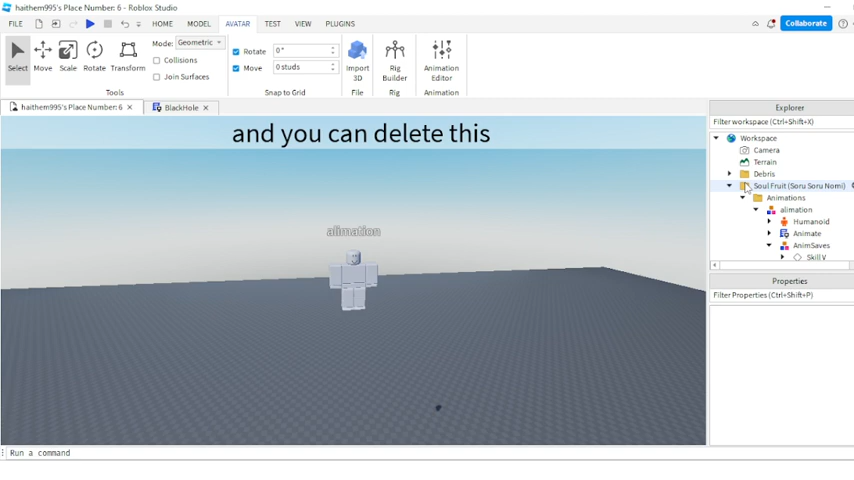 haithem995's Place Number: 6 - Roblox Studio
FILE HOME MODEL AVATAR TEST VIEW PLUGINS Collaborate
Select Move Scale Rotate Transform
Mode: Geometric
Collisions
Join Surfaces
Tools
Rotate 0°
Move 0 studs
Snap to Grid
Import
3D
File
Rig
Builder
Rig
Animation
Editor
Animation
haithem995's Place Number: 6 BlackHole
and you can delete this
alimation
Explorer
Filter workspace (Ctrl+Shift+X)
Workspace
Camera
Terrain
Debris
Soul Fruit (Soru Soru Nomi)
Animations
alimation
Humanoid
Animate
AnimSaves
Skill V
Properties
Filter Properties (Ctrl+Shift+P)
Run a command